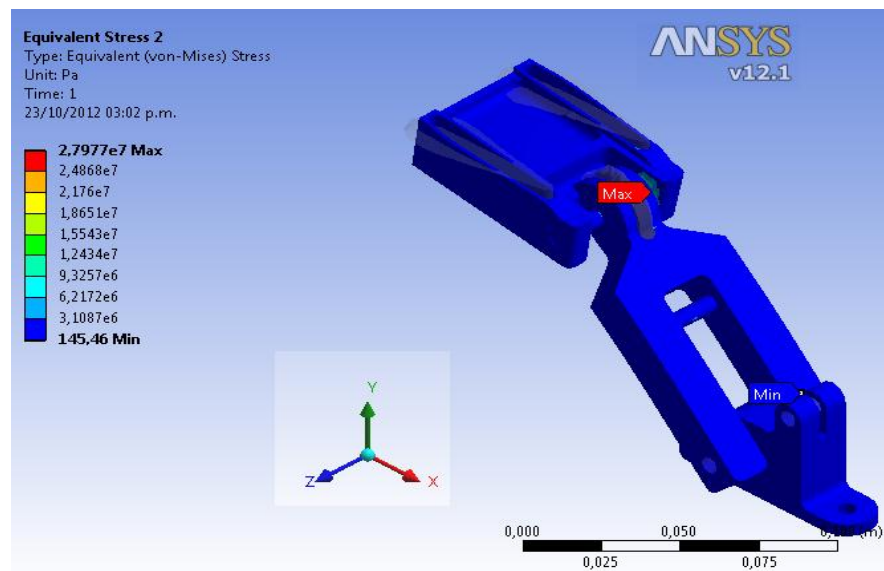 Equivalent Stress 2
Type: Equivalent (von-Mises) Stress
Unit: Pa
Time: 1
23/10/2012 03:02 p.m.
ANSYS
v12.1
2,7977e7 Max
2,4868e7
2,176e7
1,8651e7
1,5543e7
1,2434e7
9,3257e6
6,2172e6
3,1087e6
145,46 Min
Max
Min
Y
Z
X
0,000
0,050
(m)
0,025
0,075